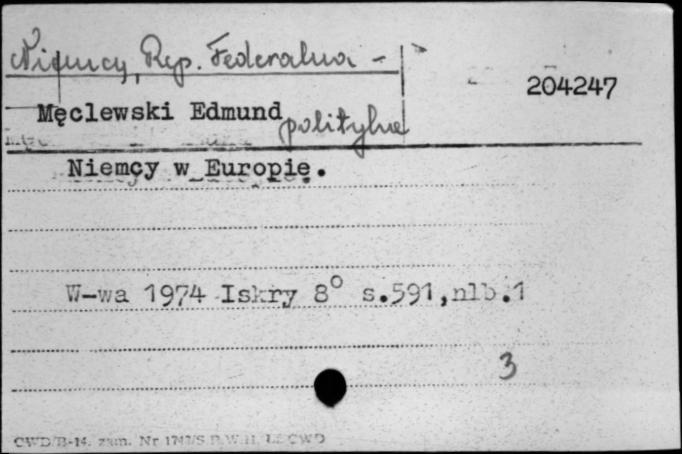 Niemcy, Rep. Federalna -
204247
Męclewski Edmund polityka
Niemcy w Europie.
W-wa 1974 Iskry 8° s.591,nlb.1
3
CWD/B-14. zam. Nr